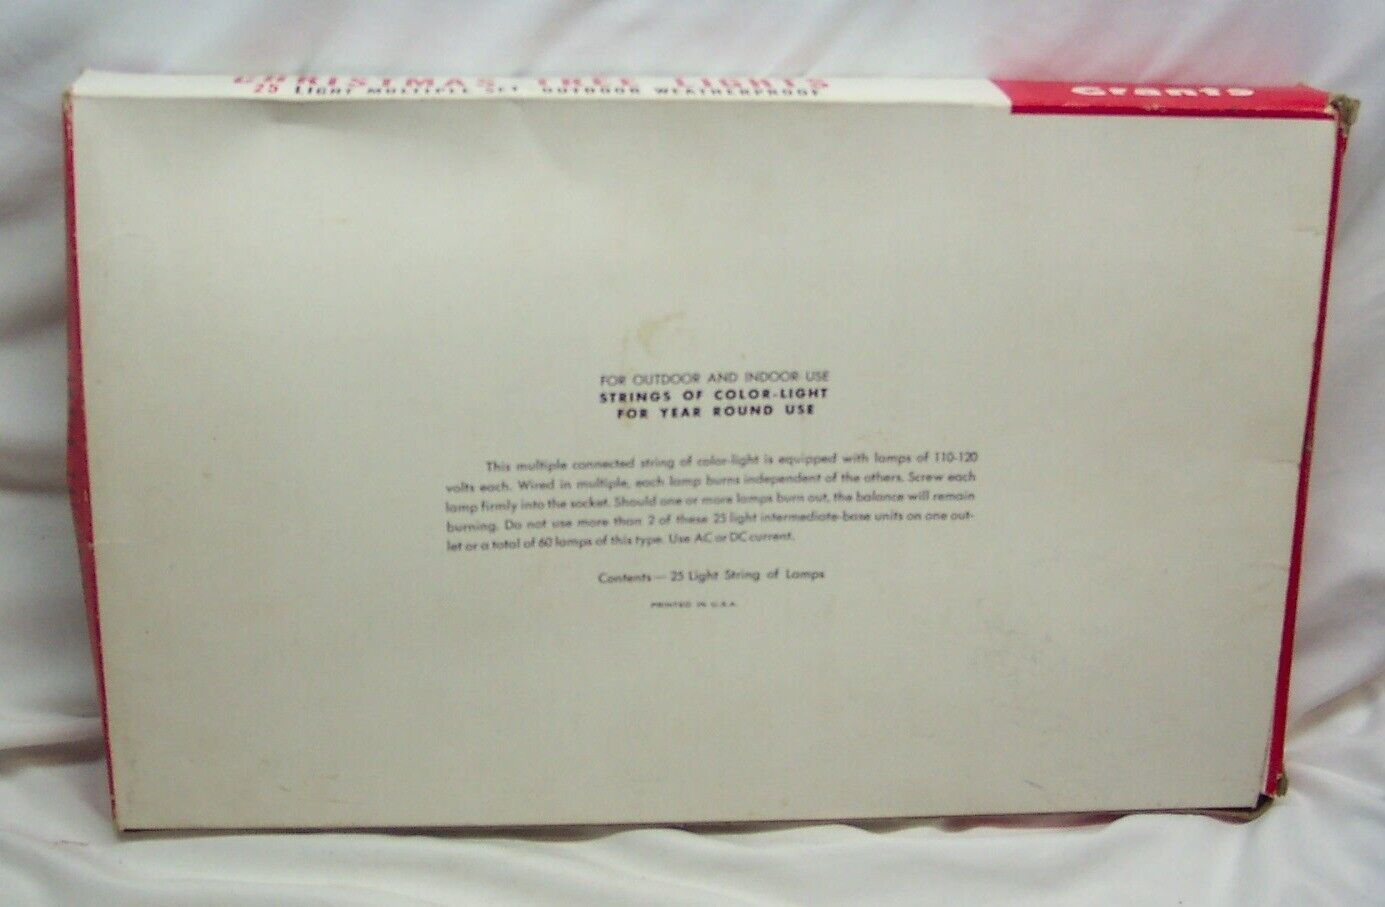 CHRISTMAS TREE LIGHTS
25 LIGHT MULTIPLE SET OUTDOOR WEATHERPROOF
Grants
FOR OUTDOOR AND INDOOR USE
STRINGS OF COLOR-LIGHT
FOR YEAR ROUND USE
This multiple connected string of color-light is equipped with lamps of 110-120
volts each. Wired in multiple, each lamp burns independent of the others. Screw each
lamp firmly into the socket. Should one or more lamps burn out, the balance will remain
burning. Do not use more than 2 of these 25 light intermediate-base units on one out-
let or a total of 60 lamps of this type. Use AC or DC current.
Contents — 25 Light String of Lamps
PRINTED IN U.S.A.